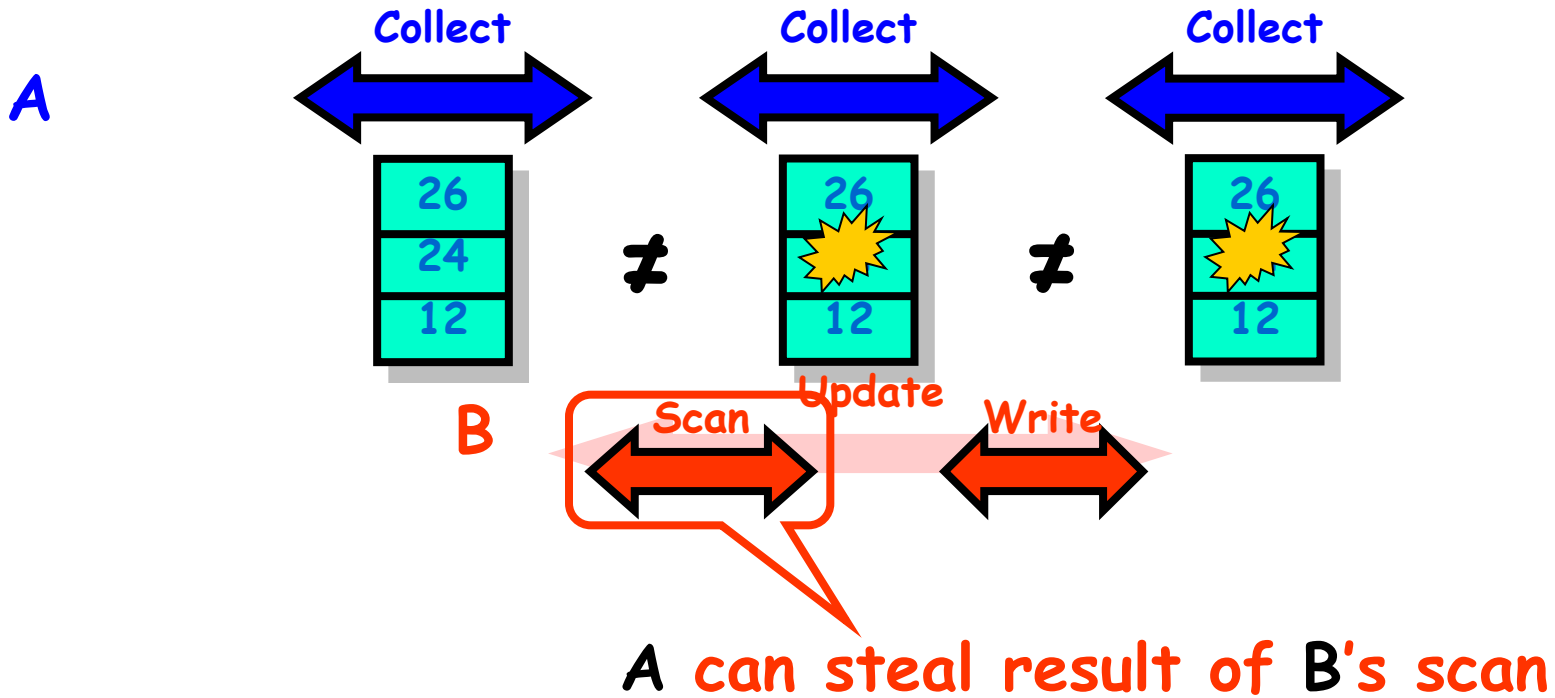 Collect Collect Collect
A
26 26 26
24 ≠ ≠
12 12 12
Update
B Scan Write
A can steal result of B's scan